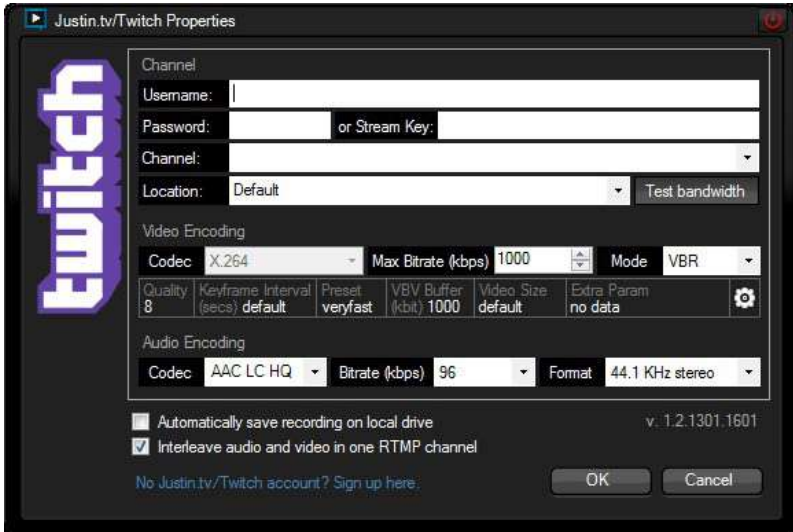 Justin.tv/Twitch Properties
twitch
Channel
Username:
Password: or Stream Key:
Channel:
Location: Default Test bandwidth
Video Encoding
Codec X.264 Max Bitrate (kbps) 1000 Mode VBR
Quality Keyframe Interval Preset VBV Buffer Video Size Extra Param
8 (secs) default veryfast (kbit) 1000 default no data
Audio Encoding
Codec AAC LC HQ Bitrate (kbps) 96 Format 44.1 KHz stereo
Automatically save recording on local drive v. 1.2.1301.1601
Interleave audio and video in one RTMP channel
No Justin.tv/Twitch account? Sign up here. OK Cancel